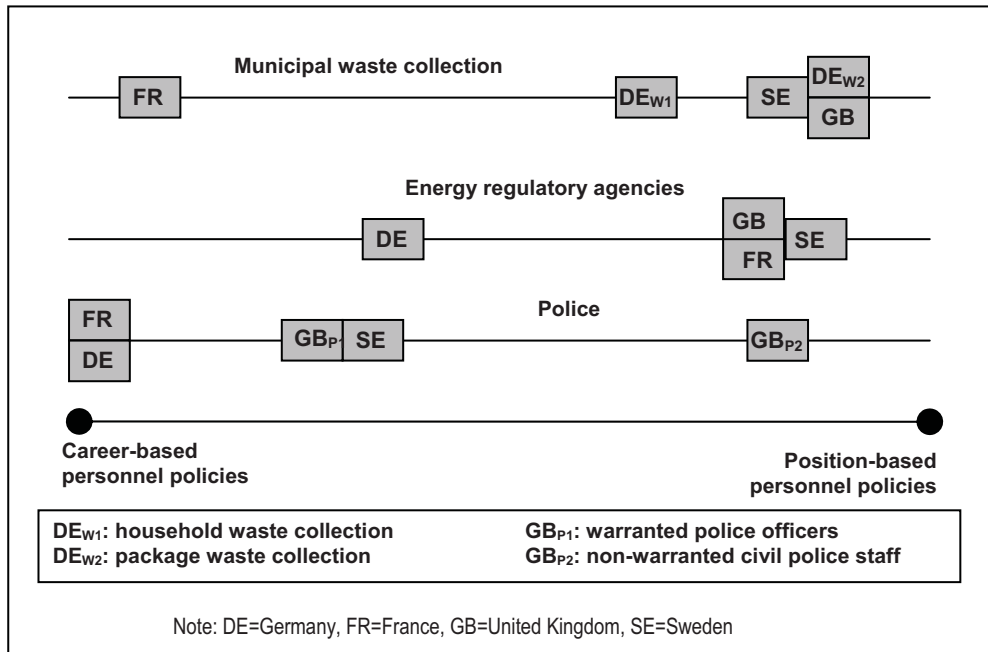 Municipal waste collection
FR
DEW1
SE
DEW2
GB
Energy regulatory agencies
DE
GB
FR
SE
Police
FR
DE
GBP1
SE
GBP2
Career-based
personnel policies
Position-based
personnel policies
DEW1: household waste collection
DEW2: package waste collection
GBP1: warranted police officers
GBP2: non-warranted civil police staff
Note: DE=Germany, FR=France, GB=United Kingdom, SE=Sweden